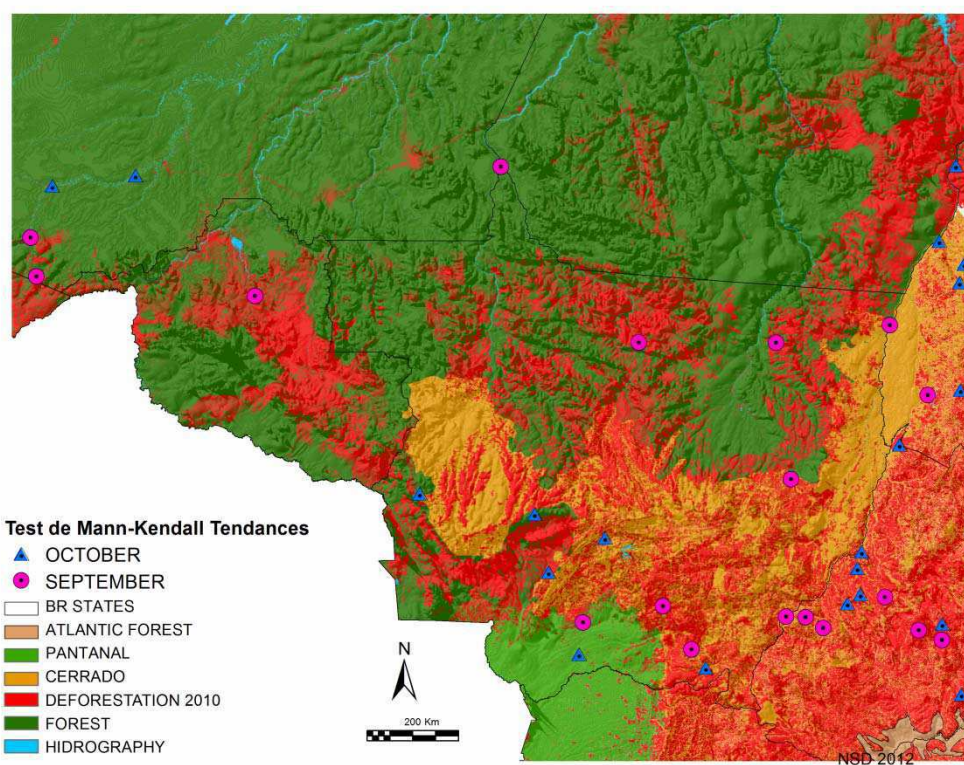 Test de Mann-Kendall Tendances
OCTOBER
SEPTEMBER
BR STATES
ATLANTIC FOREST
PANTANAL
CERRADO
DEFORESTATION 2010
FOREST
HIDROGRAPHY
N
200 Km
NSD 2012